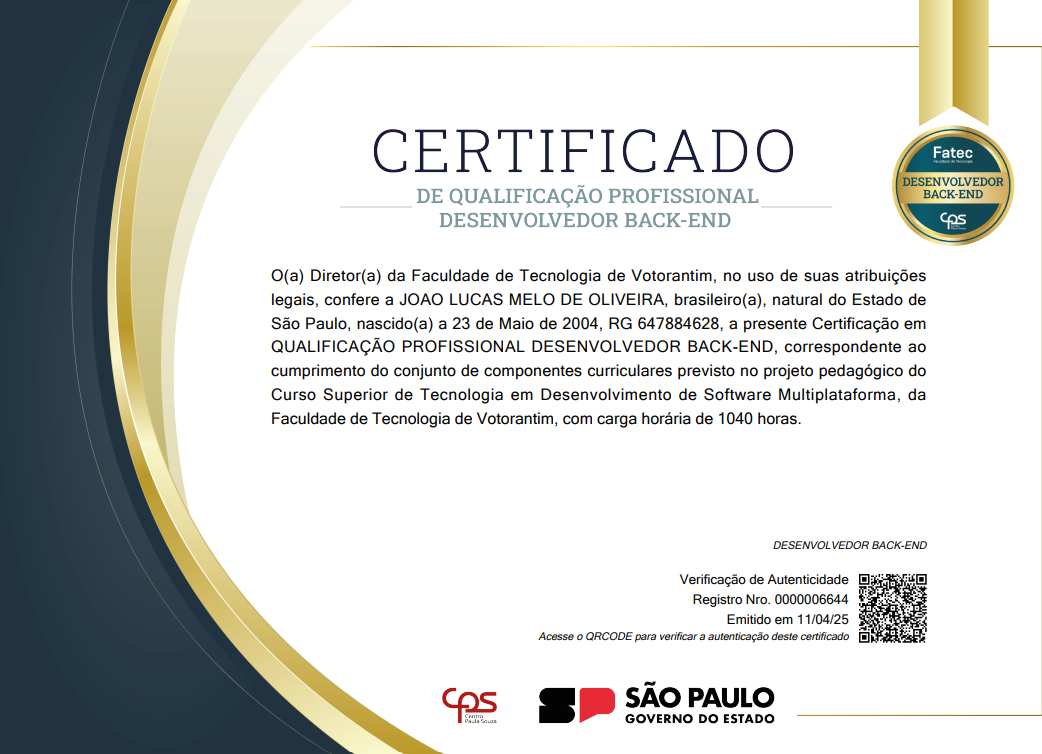 CERTIFICADO
DE QUALIFICAÇÃO PROFISSIONAL
DESENVOLVEDOR BACK-END
Fatec
Faculdade de Tecnologia
DESENVOLVEDOR
BACK-END
cps
O(a) Diretor(a) da Faculdade de Tecnologia de Votorantim, no uso de suas atribuições
legais, confere a JOAO LUCAS MELO DE OLIVEIRA, brasileiro(a), natural do Estado de
São Paulo, nascido(a) a 23 de Maio de 2004, RG 647884628, a presente Certificação em
QUALIFICAÇÃO PROFISSIONAL DESENVOLVEDOR BACK-END, correspondente ao
cumprimento do conjunto de componentes curriculares previsto no projeto pedagógico do
Curso Superior de Tecnologia em Desenvolvimento de Software Multiplataforma, da
Faculdade de Tecnologia de Votorantim, com carga horária de 1040 horas.
DESENVOLVEDOR BACK-END
Verificação de Autenticidade
Registro Nro. 0000006644
Emitido em 11/04/25
Acesse o QRCODE para verificar a autenticação deste certificado
cps
Centro
Paula Souza
SP
SÃO PAULO
GOVERNO DO ESTADO